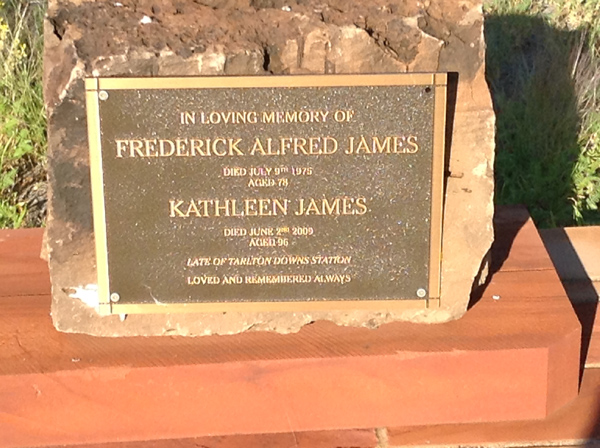 IN LOVING MEMORY OF
FREDERICK ALFRED JAMES
DIED JULY 9TH 1975
AGED 78
KATHLEEN JAMES
DIED JUNE 2ND 2009
AGED 96
LATE OF TARLTON DOWNS STATION
LOVED AND REMEMBERED ALWAYS